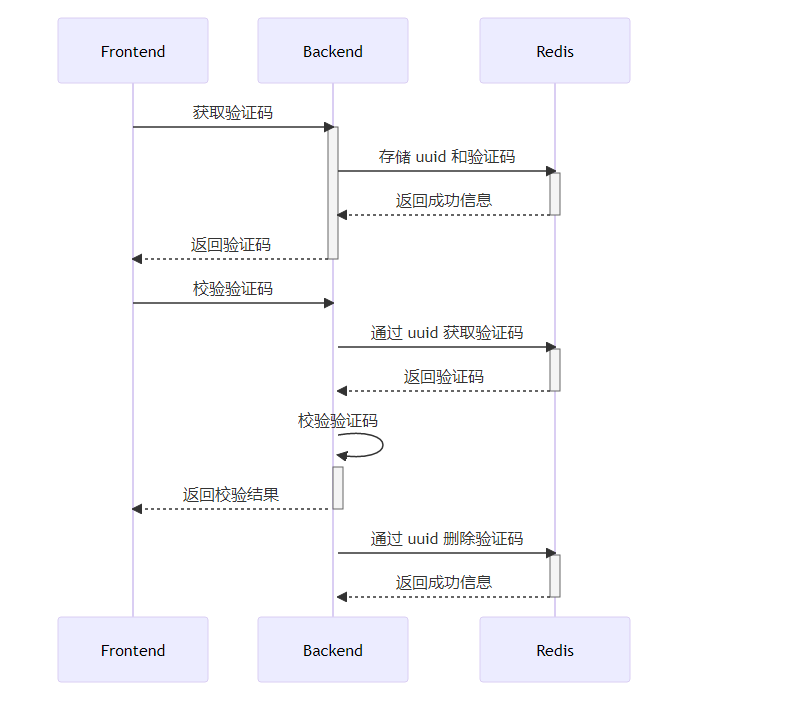 Frontend
Backend
Redis
获取验证码
存储 uuid 和验证码
返回成功信息
返回验证码
校验验证码
通过 uuid 获取验证码
返回验证码
校验验证码
返回校验结果
通过 uuid 删除验证码
返回成功信息
Frontend
Backend
Redis